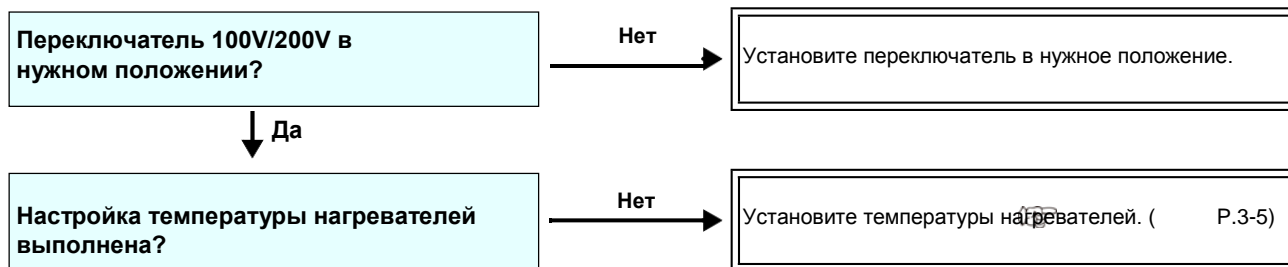 Переключатель 100V/200V в
нужном положении?
Нет
Установите переключатель в нужное положение.
Да
Настройка температуры нагревателей
выполнена?
Нет
Установите температуры нагревателей. ( P.3-5)